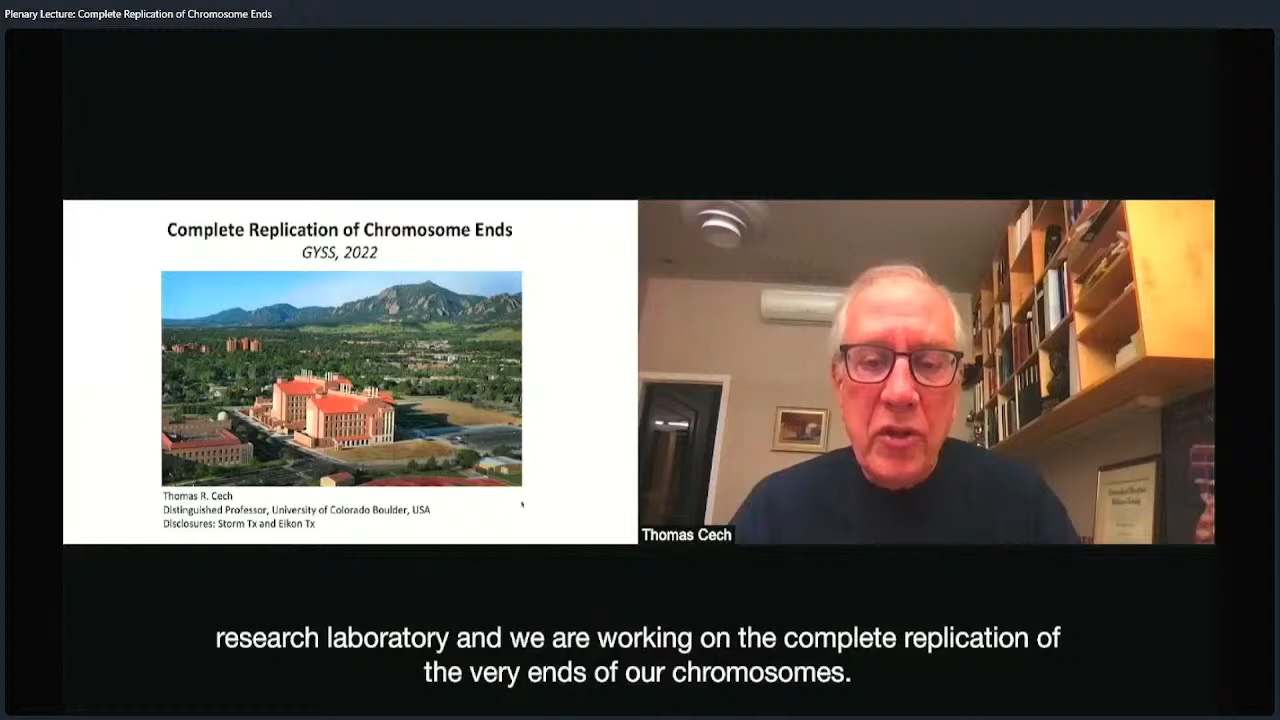 Plenary Lecture: Complete Replication of Chromosome Ends
Complete Replication of Chromosome Ends
GYSS, 2022
Thomas R. Cech
Distinguished Professor, University of Colorado Boulder, USA
Disclosures: Storm Tx and Eikon Tx
Thomas Cech
research laboratory and we are working on the complete replication of
the very ends of our chromosomes.